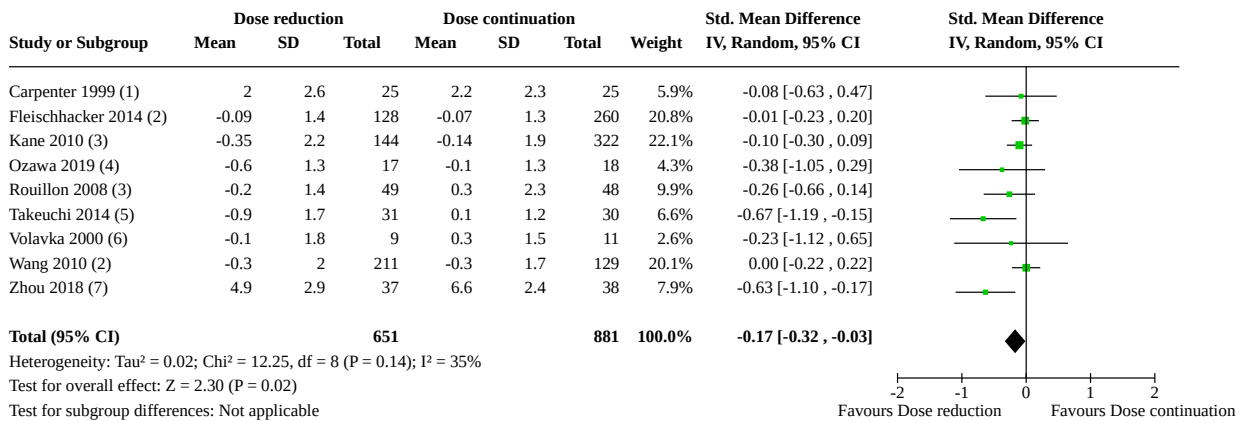 Dose reduction Dose continuation Std. Mean Difference Std. Mean Difference
Study or Subgroup Mean SD Total Mean SD Total Weight IV, Random, 95% CI IV, Random, 95% CI
Carpenter 1999 (1) 2 2.6 25 2.2 2.3 25 5.9% -0.08 [-0.63 , 0.47]
Fleischhacker 2014 (2) -0.09 1.4 128 -0.07 1.3 260 20.8% -0.01 [-0.23 , 0.20]
Kane 2010 (3) -0.35 2.2 144 -0.14 1.9 322 22.1% -0.10 [-0.30 , 0.09]
Ozawa 2019 (4) -0.6 1.3 17 -0.1 1.3 18 4.3% -0.38 [-1.05 , 0.29]
Rouillon 2008 (3) -0.2 1.4 49 0.3 2.3 48 9.9% -0.26 [-0.66 , 0.14]
Takeuchi 2014 (5) -0.9 1.7 31 0.1 1.2 30 6.6% -0.67 [-1.19 , -0.15]
Volavka 2000 (6) -0.1 1.8 9 0.3 1.5 11 2.6% -0.23 [-1.12 , 0.65]
Wang 2010 (2) -0.3 2 211 -0.3 1.7 129 20.1% 0.00 [-0.22 , 0.22]
Zhou 2018 (7) 4.9 2.9 37 6.6 2.4 38 7.9% -0.63 [-1.10 , -0.17]
Total (95% CI) 651 881 100.0% -0.17 [-0.32 , -0.03]
Heterogeneity: Tau² = 0.02; Chi² = 12.25, df = 8 (P = 0.14); I² = 35%
Test for overall effect: Z = 2.30 (P = 0.02)
-2 -1 0 1 2
Test for subgroup differences: Not applicable Favours Dose reduction Favours Dose continuation